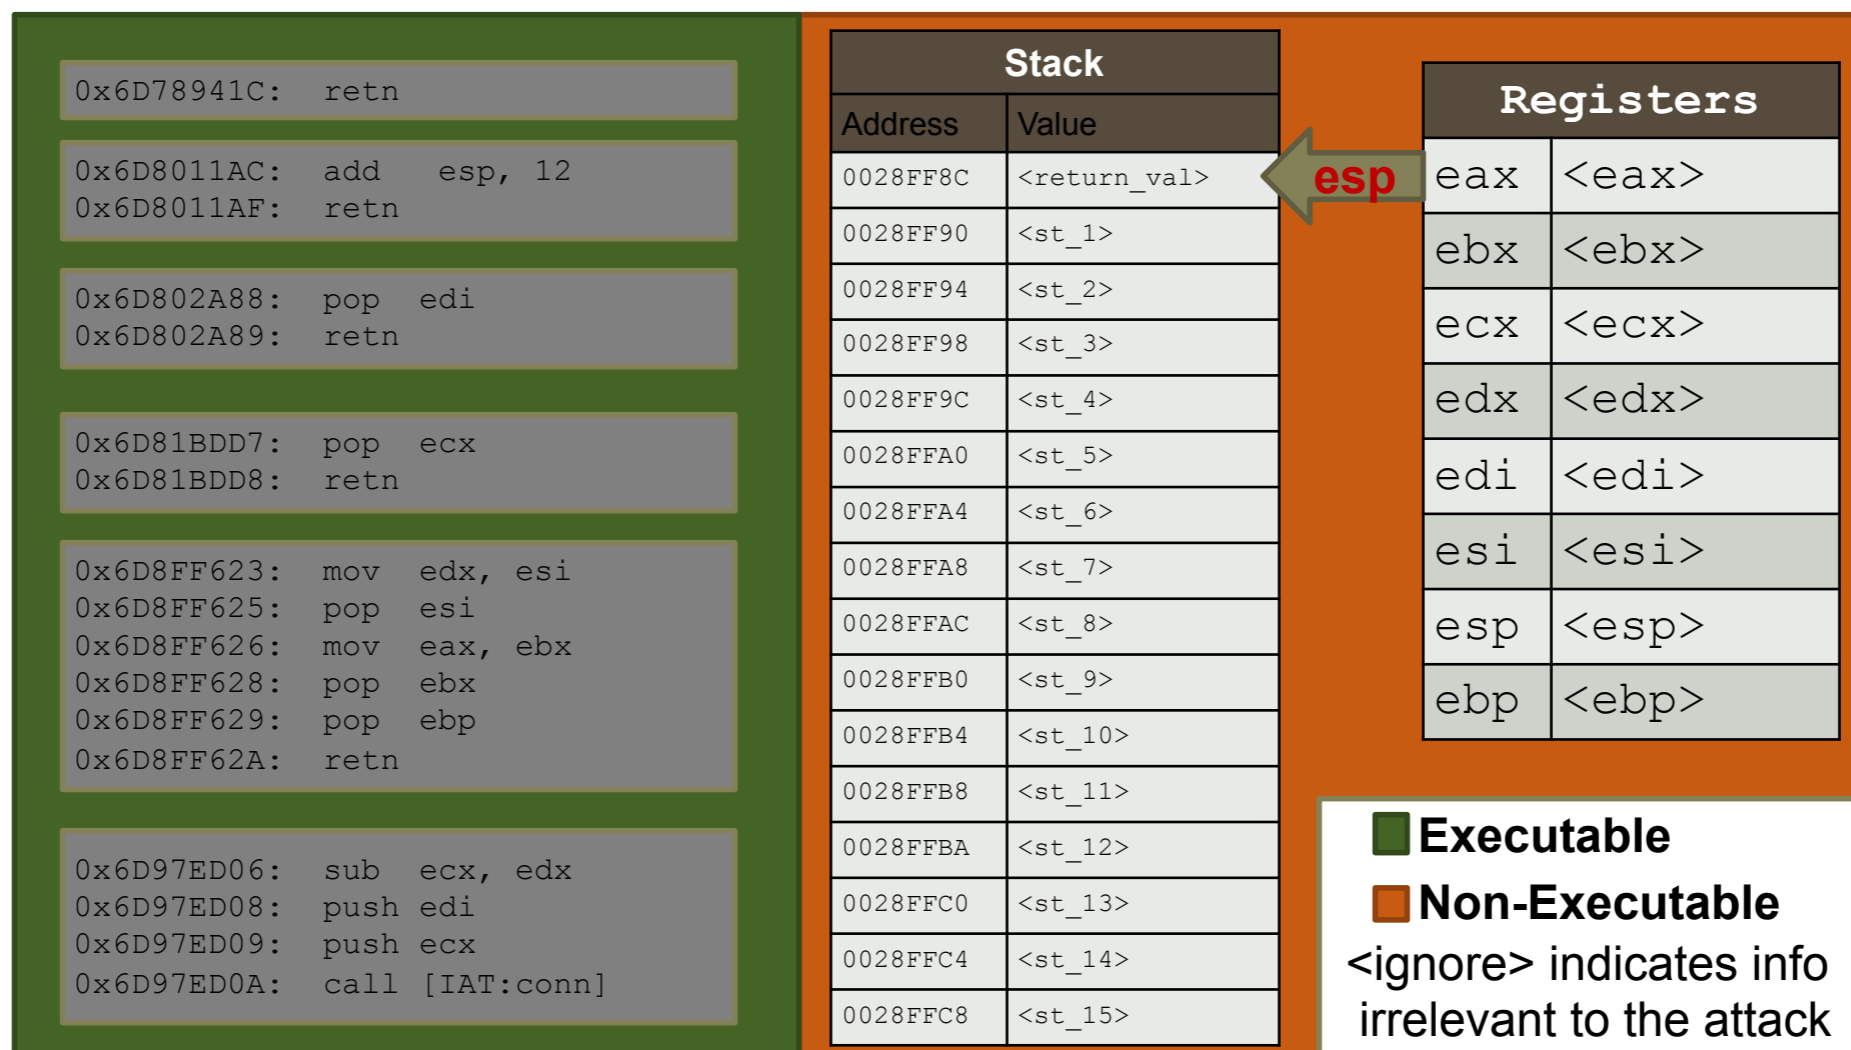 0x6D78941C: retn
0x6D8011AC: add esp, 12
0x6D8011AF: retn
0x6D802A88: pop edi
0x6D802A89: retn
0x6D81BDD7: pop ecx
0x6D81BDD8: retn
0x6D8FF623: mov edx, esi
0x6D8FF625: pop esi
0x6D8FF626: mov eax, ebx
0x6D8FF628: pop ebx
0x6D8FF629: pop ebp
0x6D8FF62A: retn
0x6D97ED06: sub ecx, edx
0x6D97ED08: push edi
0x6D97ED09: push ecx
0x6D97ED0A: call [IAT:conn]
Stack
Address Value
0028FF8C <return_val>
0028FF90 <st_1>
0028FF94 <st_2>
0028FF98 <st_3>
0028FF9C <st_4>
0028FFA0 <st_5>
0028FFA4 <st_6>
0028FFA8 <st_7>
0028FFAC <st_8>
0028FFB0 <st_9>
0028FFB4 <st_10>
0028FFB8 <st_11>
0028FFBA <st_12>
0028FFC0 <st_13>
0028FFC4 <st_14>
0028FFC8 <st_15>
esp
Registers
eax <eax>
ebx <ebx>
ecx <ecx>
edx <edx>
edi <edi>
esi <esi>
esp <esp>
ebp <ebp>
Executable
Non-Executable
<ignore> indicates info
irrelevant to the attack